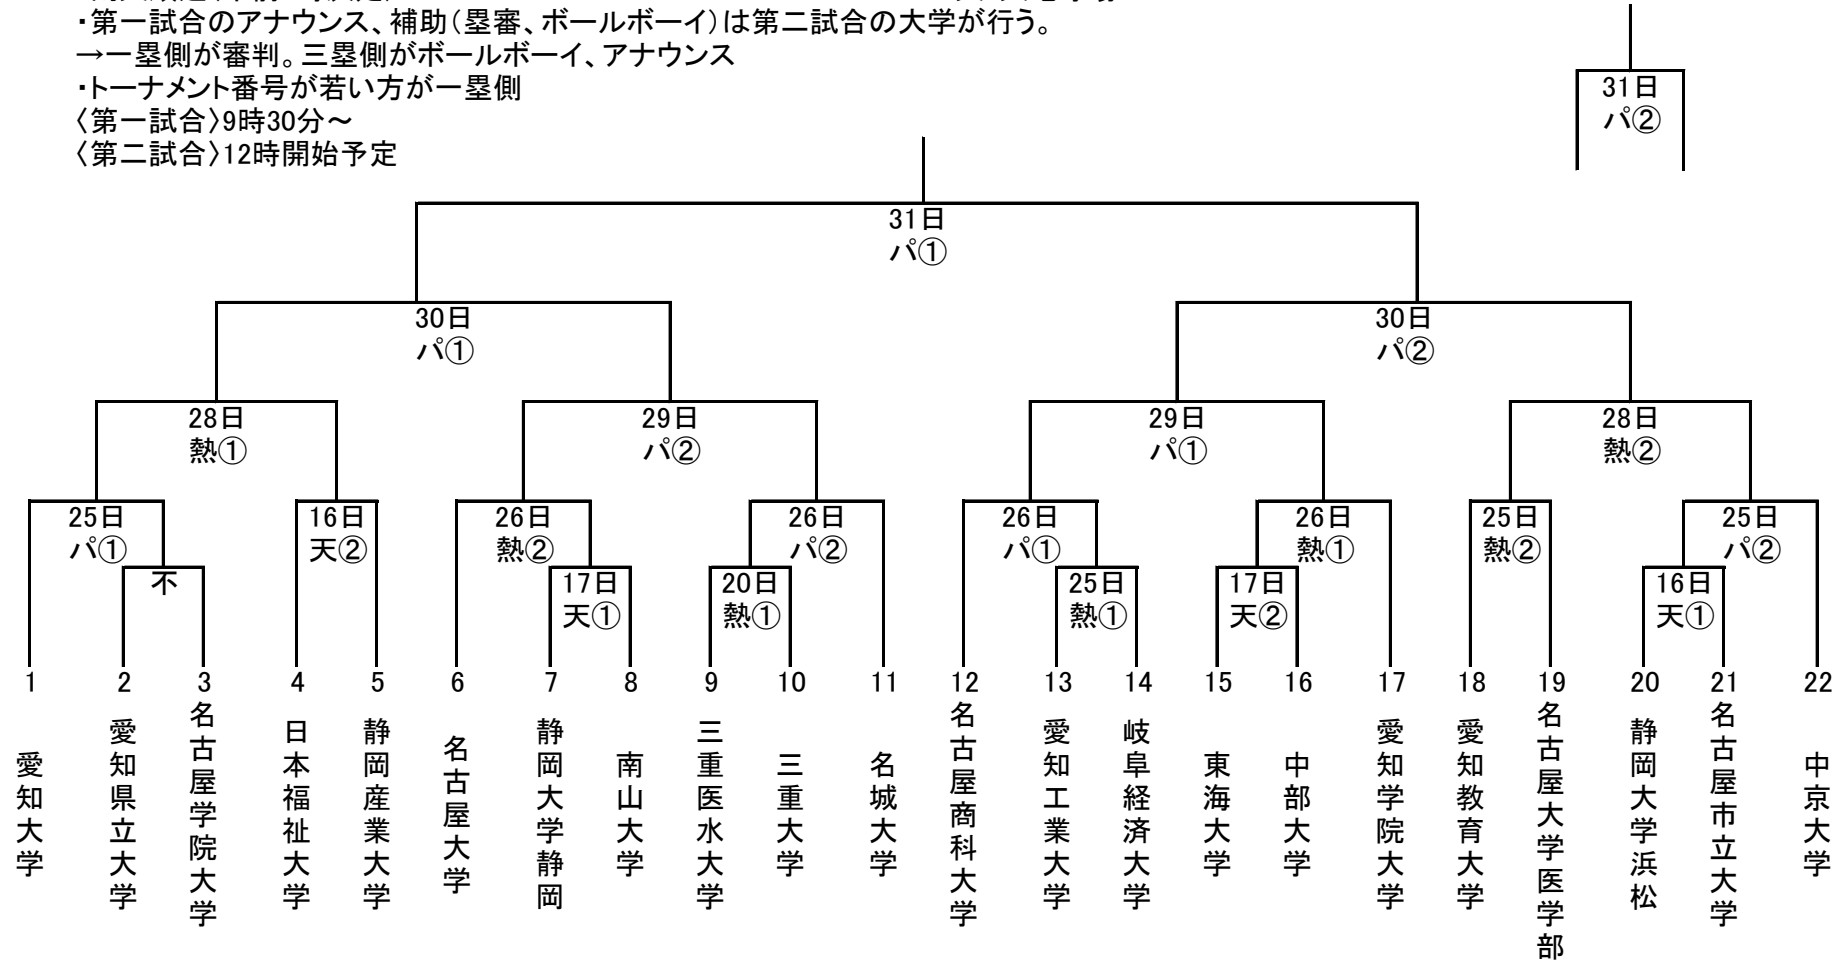 ・第一試合のアナウンス、補助（塁審、ボールボーイ）は第二試合の大学が行う。
→一塁側が審判。三塁側がボールボーイ、アナウンス
・トーナメント番号が若い方が一塁側
〈第一試合〉9時30分～
〈第二試合〉12時開始予定
31日
パ②
31日
パ①
30日
パ①
30日
パ②
28日
熱①
29日
パ②
29日
パ①
28日
熱②
25日
パ①
16日
天②
26日
熱②
26日
パ②
26日
パ①
26日
熱①
25日
熱②
25日
パ②
不
17日
天①
20日
熱①
25日
熱①
17日
天②
16日
天①
1 2 3 4 5 6 7 8 9 10 11 12 13 14 15 16 17 18 19 20 21 22
愛知大学
愛知県立大学
名古屋学院大学
日本福祉大学
静岡産業大学
名古屋大学
静岡大学静岡
南山大学
三重医水大学
三重大学
名城大学
名古屋商科大学
愛知工業大学
岐阜経済大学
東海大学
中部大学
愛知学院大学
愛知教育大学
名古屋大学医学部
静岡大学浜松
名古屋市立大学
中京大学